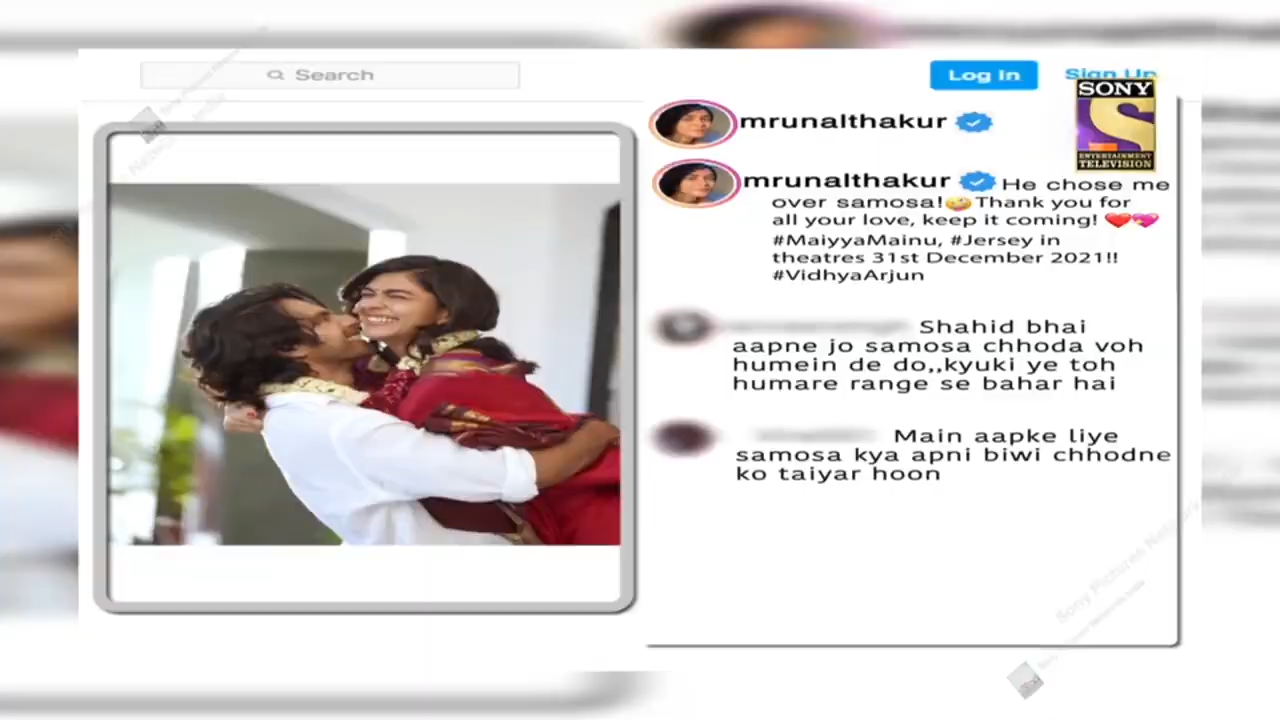 Search
Log In
Sign Up
SONY
S
ENTERTAINMENT
TELEVISION
mrunalthakur
mrunalthakur He chose me
over samosa!🤪Thank you for
all your love, keep it coming! ❤️💖
#MaiyyaMainu, #Jersey in
theatres 31st December 2021!!
#VidhyaArjun
Shahid bhai
aapne jo samosa chhoda voh
humein de do,,kyuki ye toh
humare range se bahar hai
Main aapke liye
samosa kya apni biwi chhodne
ko taiyar hoon
Sony Pictures Network